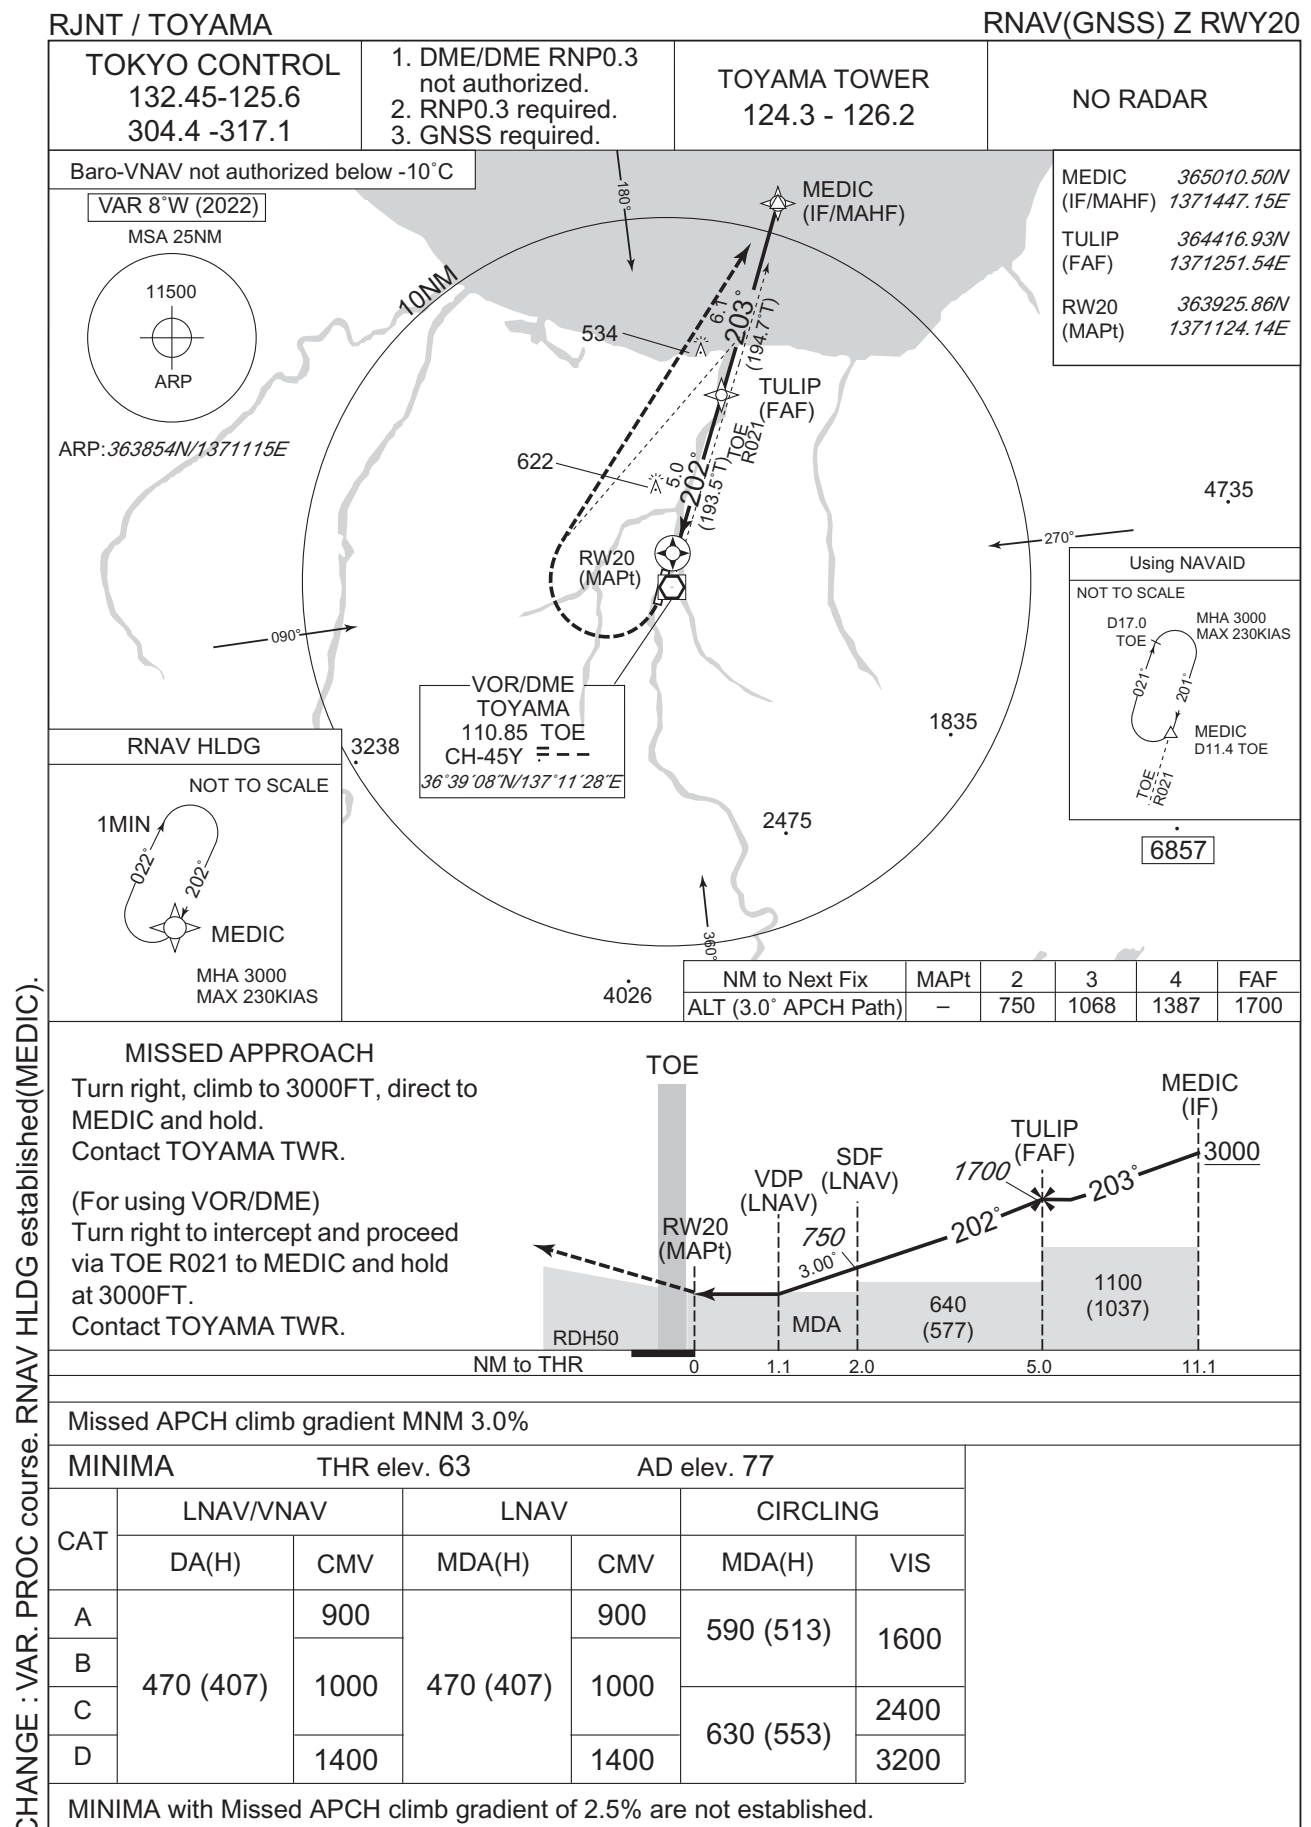 RJNT / TOYAMA
RNAV(GNSS) Z RWY20
TOKYO CONTROL
132.45-125.6
304.4 -317.1
1. DME/DME RNP0.3
not authorized.
2. RNP0.3 required.
3. GNSS required.
TOYAMA TOWER
124.3 - 126.2
NO RADAR
Baro-VNAV not authorized below -10˚C
VAR 8˚W (2022)
MSA 25NM
11500
ARP
ARP:363854N/1371115E
MEDIC 365010.50N
(IF/MAHF) 1371447.15E
TULIP 364416.93N
(FAF) 1371251.54E
RW20 363925.86N
(MAPt) 1371124.14E
180˚
MEDIC
(IF/MAHF)
10NM
6.1
203˚
(194.7˚T)
534
TULIP
(FAF)
TOE
R021
622
5.0
202˚
(193.5˚T)
4735
270˚
RW20
(MAPt)
090˚
VOR/DME
TOYAMA
110.85 TOE
CH-45Y
36˚39´08˝N/137˚11´28˝E
Using NAVAID
NOT TO SCALE
D17.0
TOE
MHA 3000
MAX 230KIAS
021˚
201˚
MEDIC
D11.4 TOE
TOE
R021
1835
3238
2475
6857
RNAV HLDG
NOT TO SCALE
1MIN
022˚
202˚
MEDIC
MHA 3000
MAX 230KIAS
360˚
4026
NM to Next Fix MAPt 2 3 4 FAF
ALT (3.0˚ APCH Path) – 750 1068 1387 1700
MISSED APPROACH
Turn right, climb to 3000FT, direct to
MEDIC and hold.
Contact TOYAMA TWR.
(For using VOR/DME)
Turn right to intercept and proceed
via TOE R021 to MEDIC and hold
at 3000FT.
Contact TOYAMA TWR.
TOE
MEDIC
(IF)
3000
TULIP
(FAF)
1700
203˚
SDF
(LNAV)
VDP
(LNAV)
202˚
RW20
(MAPt)
750
3.00˚
1100
(1037)
640
(577)
MDA
RDH50
NM to THR 0 1.1 2.0 5.0 11.1
Missed APCH climb gradient MNM 3.0%
MINIMA THR elev. 63 AD elev. 77
CAT LNAV/VNAV LNAV CIRCLING
DA(H) CMV MDA(H) CMV MDA(H) VIS
A 470 (407) 900 470 (407) 900 590 (513) 1600
B 1000 1000
C 630 (553) 2400
D 1400 1400 3200
MINIMA with Missed APCH climb gradient of 2.5% are not established.
CHANGE : VAR. PROC course. RNAV HLDG established(MEDIC).